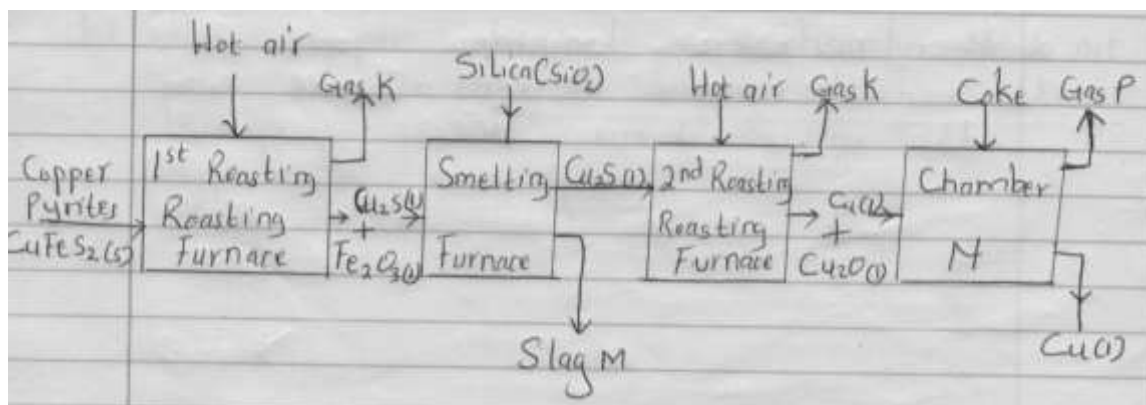 Hot air
Gas K
Silica(SiO2)
Hot air
Gas K
Coke
Gas P
Copper
Pyrites
CuFeS2(s)
1st Roasting
Roasting
Furnace
Cu2S(l)
+
Fe2O3(l)
Smelting
Furnace
Cu2S(l)
2nd Roasting
Roasting
Furnace
Cu(l)
+
Cu2O(l)
Chamber
N
Slag M
Cu(l)